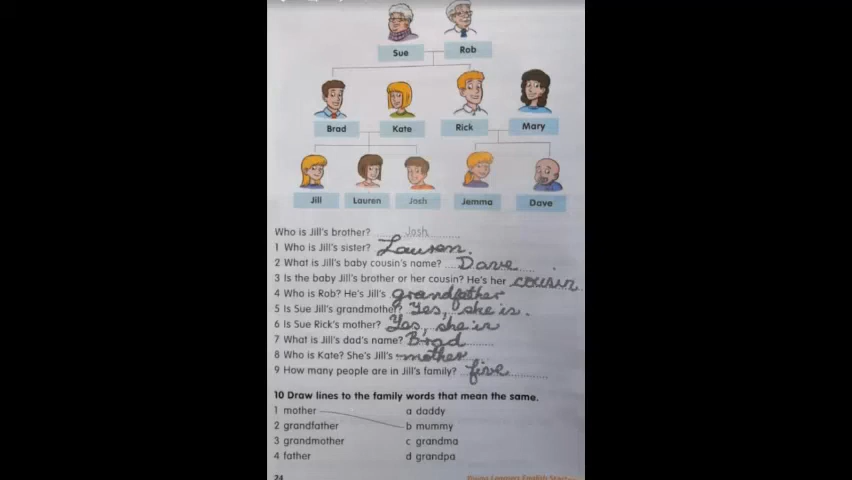 Sue Rob
Brad Kate Rick Mary
Jill Lauren Josh Jemma Dave
Who is Jill's brother? Josh
1 Who is Jill's sister? Lauren.
2 What is Jill's baby cousin's name? Dave
3 Is the baby Jill's brother or her cousin? He's her cousin
4 Who is Rob? He's Jill's grandfather
5 Is Sue Jill's grandmother? Yes, she is.
6 Is Sue Rick's mother? Yes, she is
7 What is Jill's dad's name? Brad
8 Who is Kate? She's Jill's mother
9 How many people are in Jill's family? five
10 Draw lines to the family words that mean the same.
1 mother a daddy
2 grandfather b mummy
3 grandmother c grandma
4 father d grandpa
24